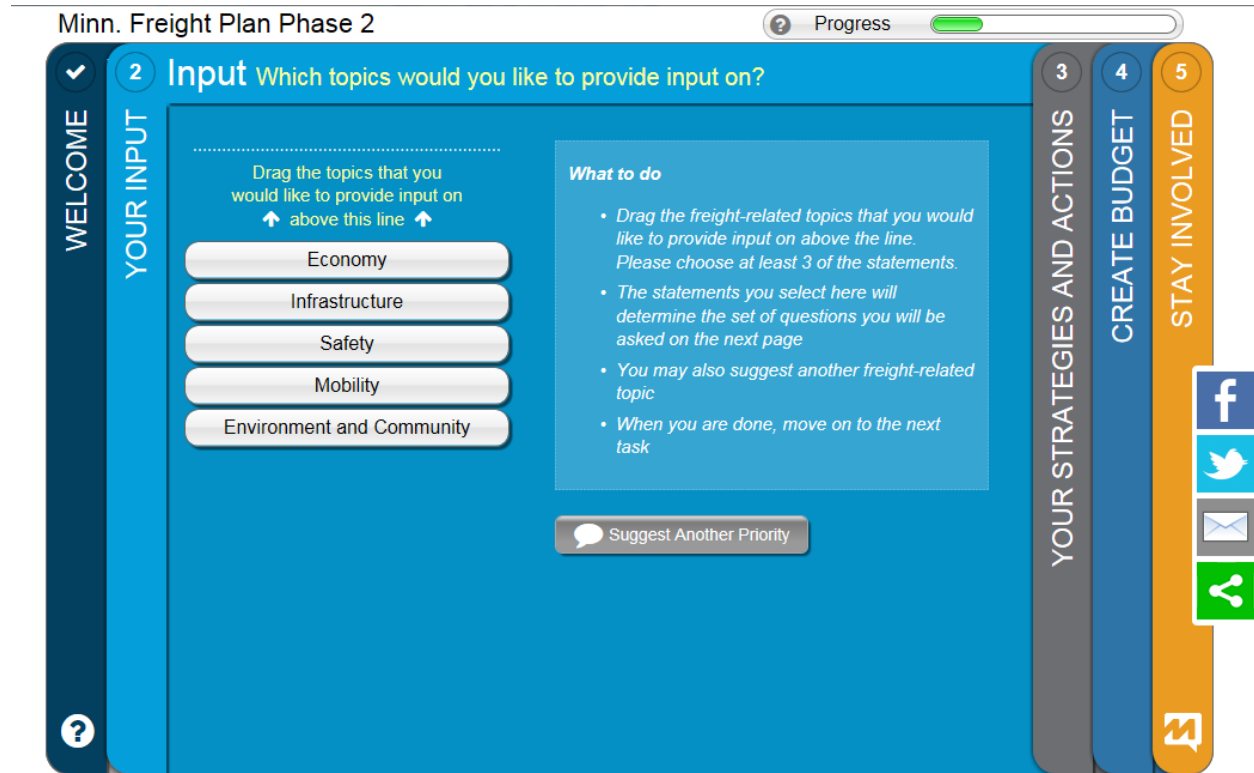 Minn. Freight Plan Phase 2
? Progress
WELCOME
?
2
YOUR INPUT
Input Which topics would you like to provide input on?
Drag the topics that you
would like to provide input on
above this line
Economy
Infrastructure
Safety
Mobility
Environment and Community
What to do
• Drag the freight-related topics that you would
like to provide input on above the line.
Please choose at least 3 of the statements.
• The statements you select here will
determine the set of questions you will be
asked on the next page
• You may also suggest another freight-related
topic
• When you are done, move on to the next
task
Suggest Another Priority
3
YOUR STRATEGIES AND ACTIONS
4
CREATE BUDGET
5
STAY INVOLVED
f